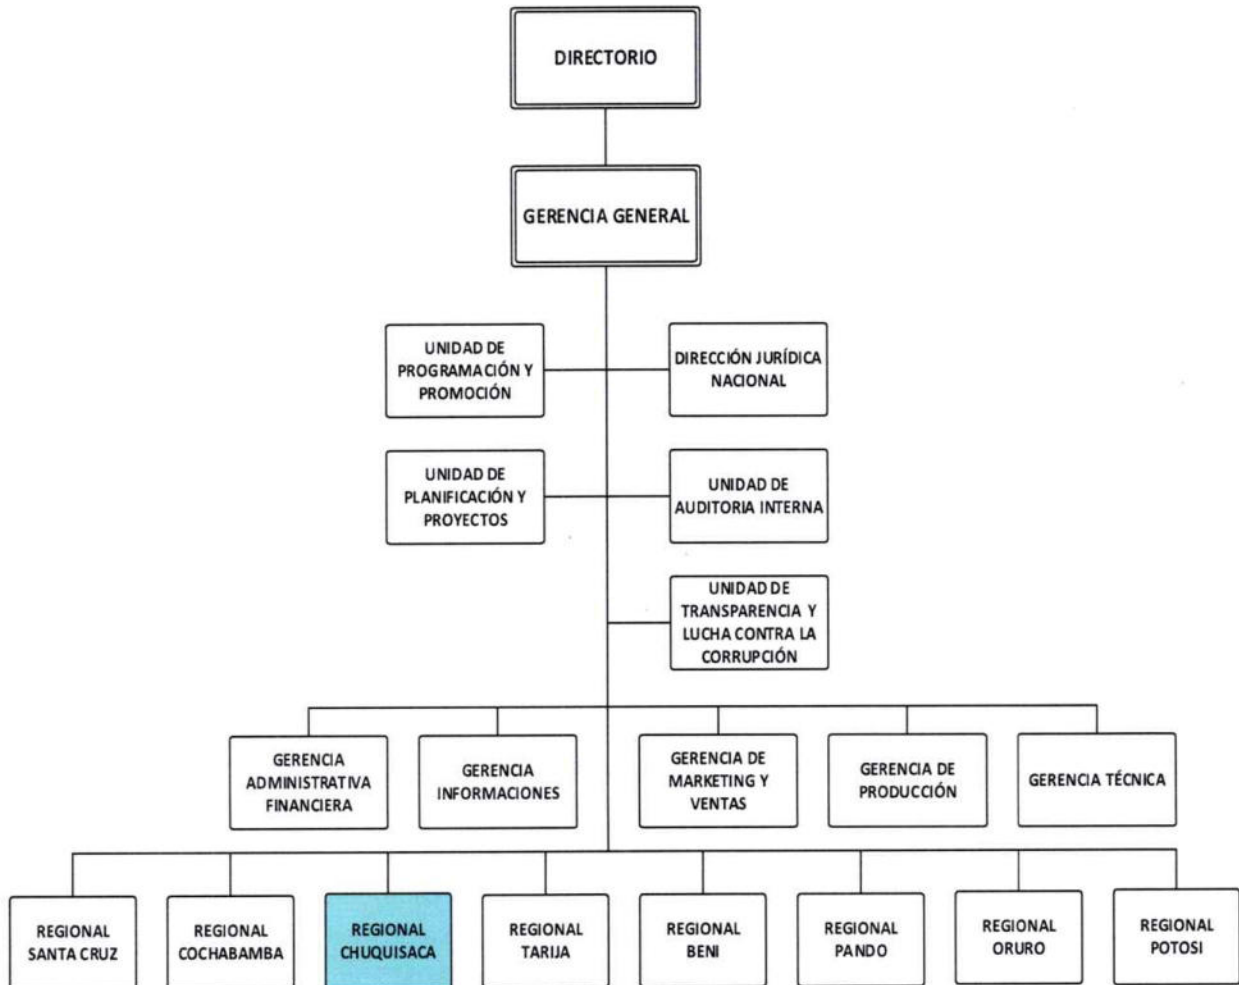 DIRECTORIO
GERENCIA GENERAL
UNIDAD DE
PROGRAMACIÓN Y
PROMOCIÓN
DIRECCIÓN JURÍDICA
NACIONAL
UNIDAD DE
PLANIFICACIÓN Y
PROYECTOS
UNIDAD DE
AUDITORIA INTERNA
UNIDAD DE
TRANSPARENCIA Y
LUCHA CONTRA LA
CORRUPCIÓN
GERENCIA
ADMINISTRATIVA
FINANCIERA
GERENCIA
INFORMACIONES
GERENCIA DE
MARKETING Y
VENTAS
GERENCIA DE
PRODUCCIÓN
GERENCIA TÉCNICA
REGIONAL
SANTA CRUZ
REGIONAL
COCHABAMBA
REGIONAL
CHUQUISACA
REGIONAL
TARIJA
REGIONAL
BENI
REGIONAL
PANDO
REGIONAL
ORURO
REGIONAL
POTOSI